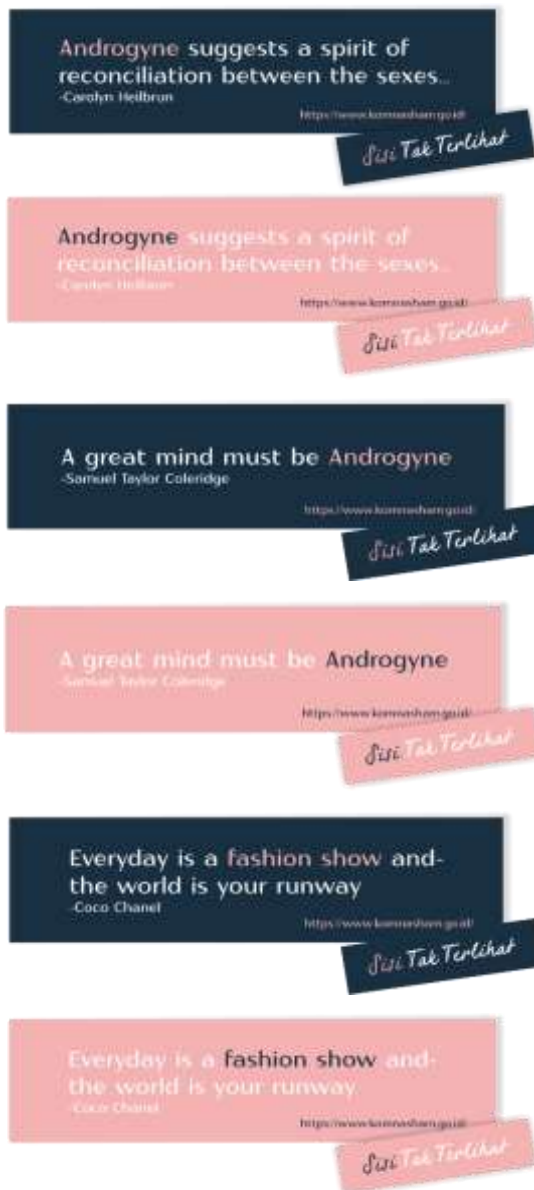 Androgyne suggests a spirit of
reconciliation between the sexes...
-Carolyn Heilbrun
https://www.komnasham.go.id/
Sisi Tak Terlihat
Androgyne suggests a spirit of
reconciliation between the sexes...
-Carolyn Heilbrun
https://www.komnasham.go.id/
Sisi Tak Terlihat
A great mind must be Androgyne
-Samuel Taylor Coleridge
https://www.komnasham.go.id/
Sisi Tak Terlihat
A great mind must be Androgyne
-Samuel Taylor Coleridge
https://www.komnasham.go.id/
Sisi Tak Terlihat
Everyday is a fashion show and-
the world is your runway
-Coco Chanel
https://www.komnasham.go.id/
Sisi Tak Terlihat
Everyday is a fashion show and-
the world is your runway
-Coco Chanel
https://www.komnasham.go.id/
Sisi Tak Terlihat